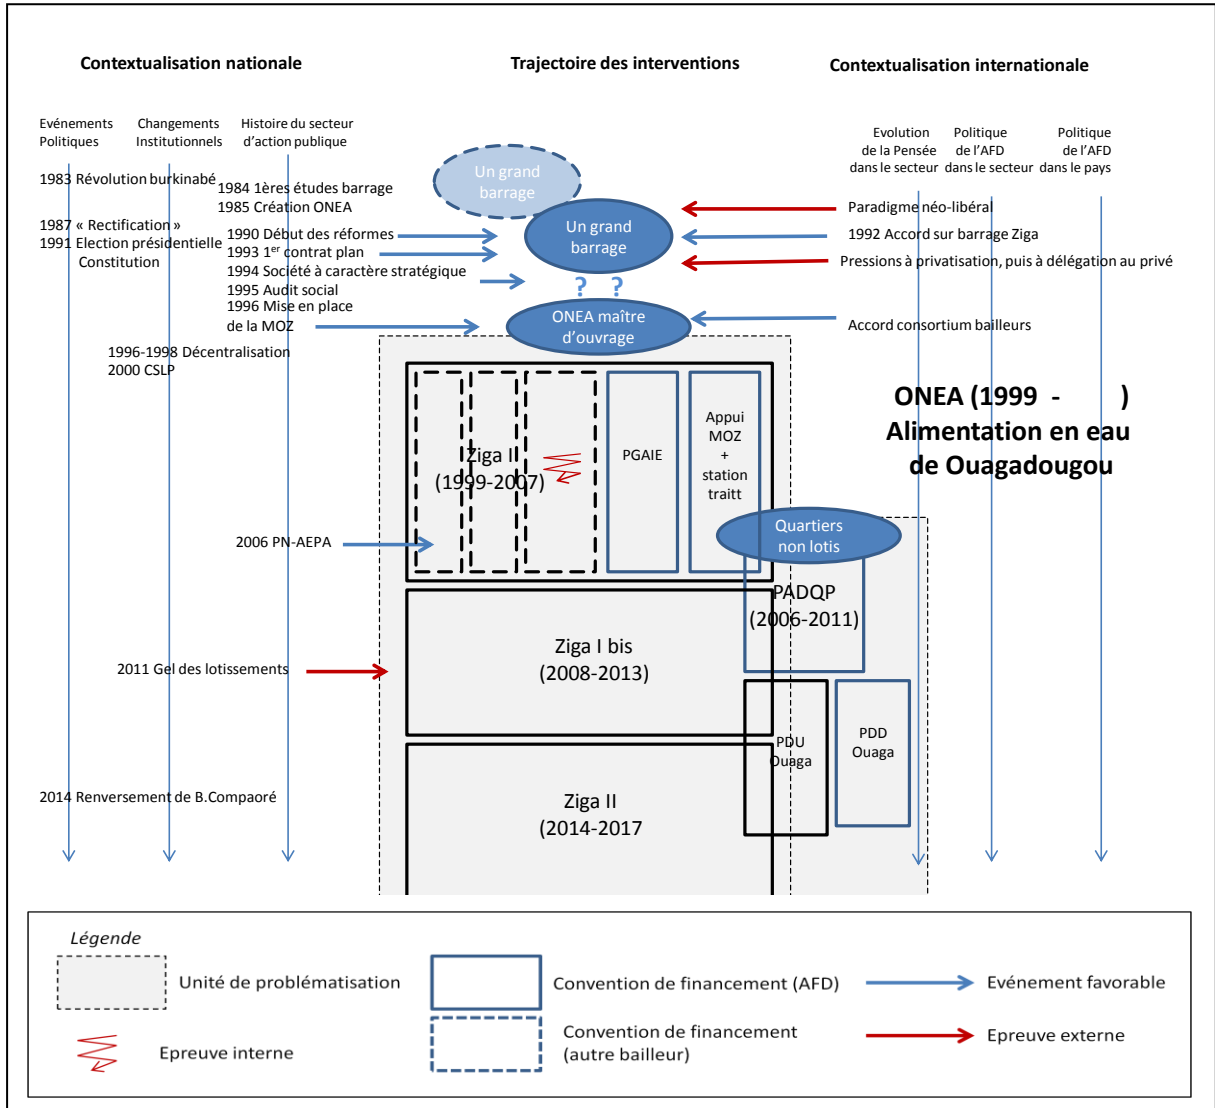 Contextualisation nationale
Trajectoire des interventions
Contextualisation internationale
Evénements
Politiques
Changements
Institutionnels
Histoire du secteur
d'action publique
Evolution
de la Pensée
dans le secteur
Politique
de l'AFD
dans le secteur
Politique
de l'AFD
dans le pays
1983 Révolution burkinabé
1984 1ères études barrage
1985 Création ONEA
1987 « Rectification »
1991 Election présidentielle
Constitution
1990 Début des réformes
1993 1er contrat plan
1994 Société à caractère stratégique
1995 Audit social
1996 Mise en place
de la MOZ
1996-1998 Décentralisation
2000 CSLP
2006 PN-AEPA
2011 Gel des lotissements
2014 Renversement de B.Compaoré
Un grand
barrage
Un grand
barrage
? ?
ONEA maître
d'ouvrage
Ziga I
(1999-2007)
PGAIE
Appui
MOZ
+
station
traitt
Quartiers
non lotis
PADQP
(2006-2011)
Ziga I bis
(2008-2013)
PDU
Ouaga
PDD
Ouaga
Ziga II
(2014-2017
Paradigme néo-libéral
1992 Accord sur barrage Ziga
Pressions à privatisation, puis à délégation au privé
Accord consortium bailleurs
ONEA (1999 - )
Alimentation en eau
de Ouagadougou
Légende
Unité de problématisation
Epreuve interne
Convention de financement (AFD)
Convention de financement
(autre bailleur)
Evénement favorable
Epreuve externe